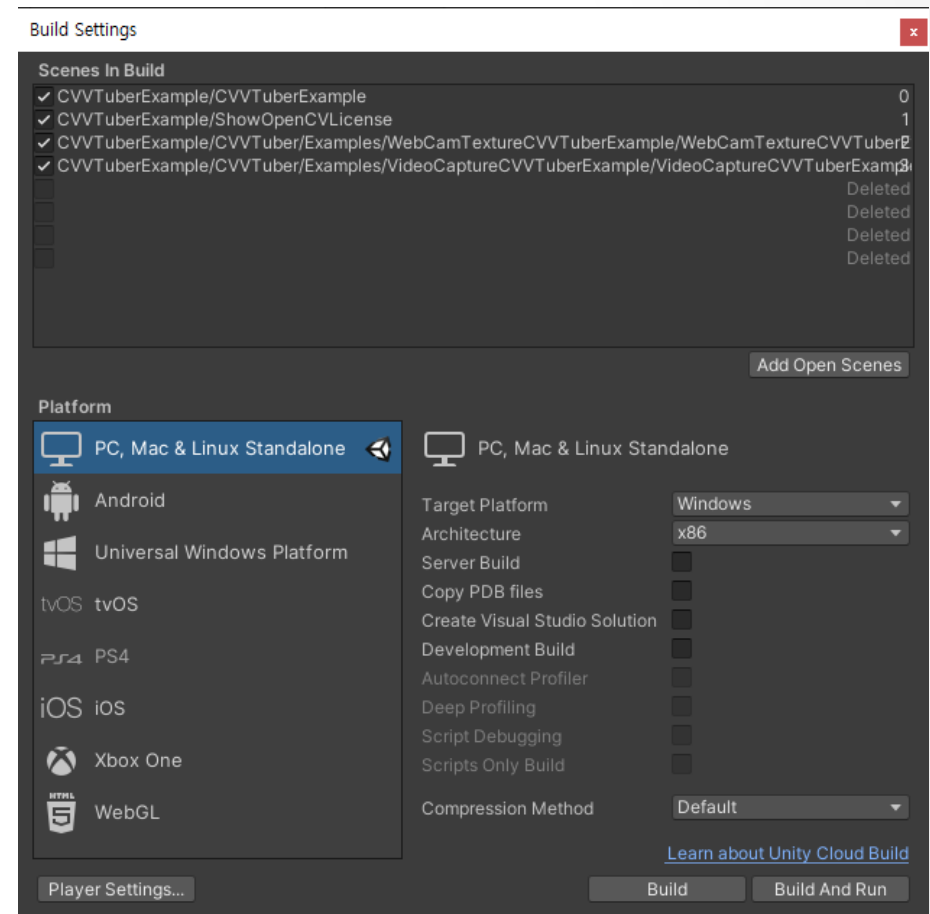 Build Settings
x
Scenes In Build
CVVTuberExample/CVVTuberExample 0
CVVTuberExample/ShowOpenCVLicense 1
CVVTuberExample/CVVTuber/Examples/WebCamTextureCVVTuberExample/WebCamTextureCVVTuberE
CVVTuberExample/CVVTuber/Examples/VideoCaptureCVVTuberExample/VideoCaptureCVVTuberExamp
Deleted
Deleted
Deleted
Deleted
Add Open Scenes
Platform
PC, Mac & Linux Standalone
Android
Universal Windows Platform
tvOS tvOS
PS4 PS4
iOS iOS
Xbox One
HTML 5 WebGL
PC, Mac & Linux Standalone
Target Platform Windows
Architecture x86
Server Build
Copy PDB files
Create Visual Studio Solution
Development Build
Autoconnect Profiler
Deep Profiling
Script Debugging
Scripts Only Build
Compression Method Default
Learn about Unity Cloud Build
Player Settings...
Build
Build And Run